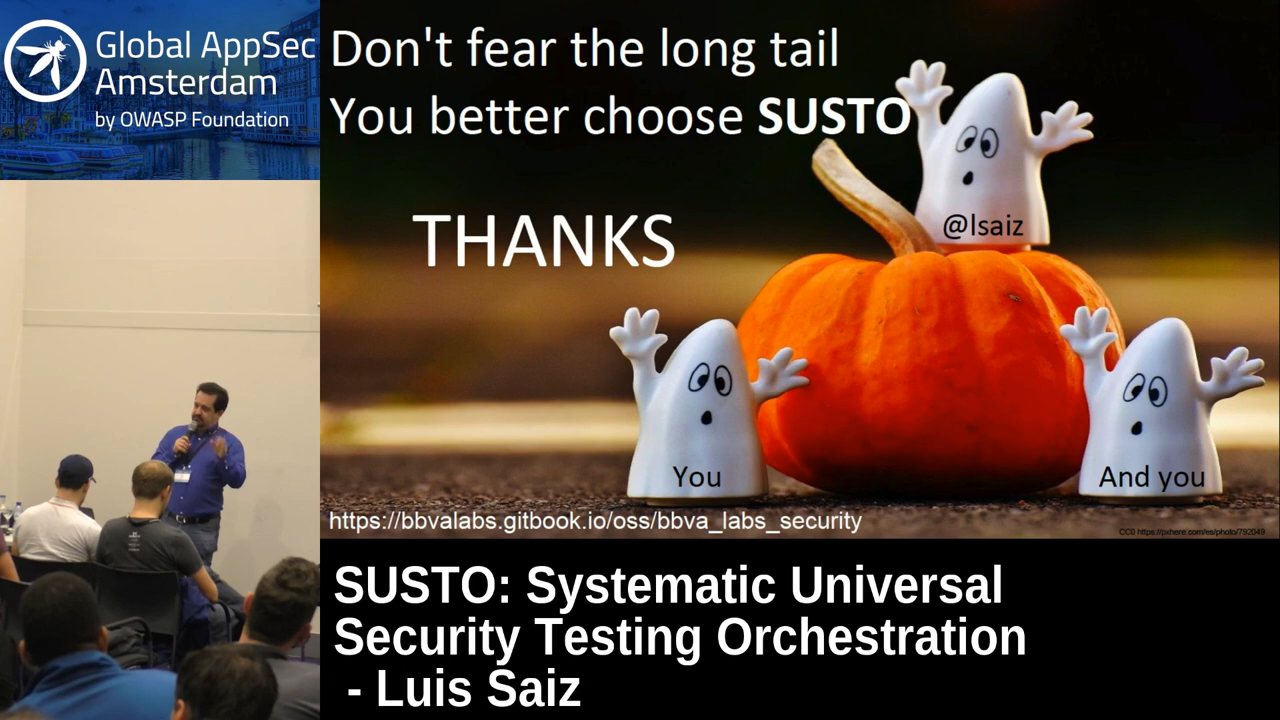 Global AppSec
Amsterdam
by OWASP Foundation
Don't fear the long tail
You better choose SUSTO
THANKS
@lsaiz
You
And you
https://bbvalabs.gitbook.io/oss/bbva_labs_security
CC0 https://pxhere.com/es/photo/792049
SUSTO: Systematic Universal
Security Testing Orchestration
- Luis Saiz